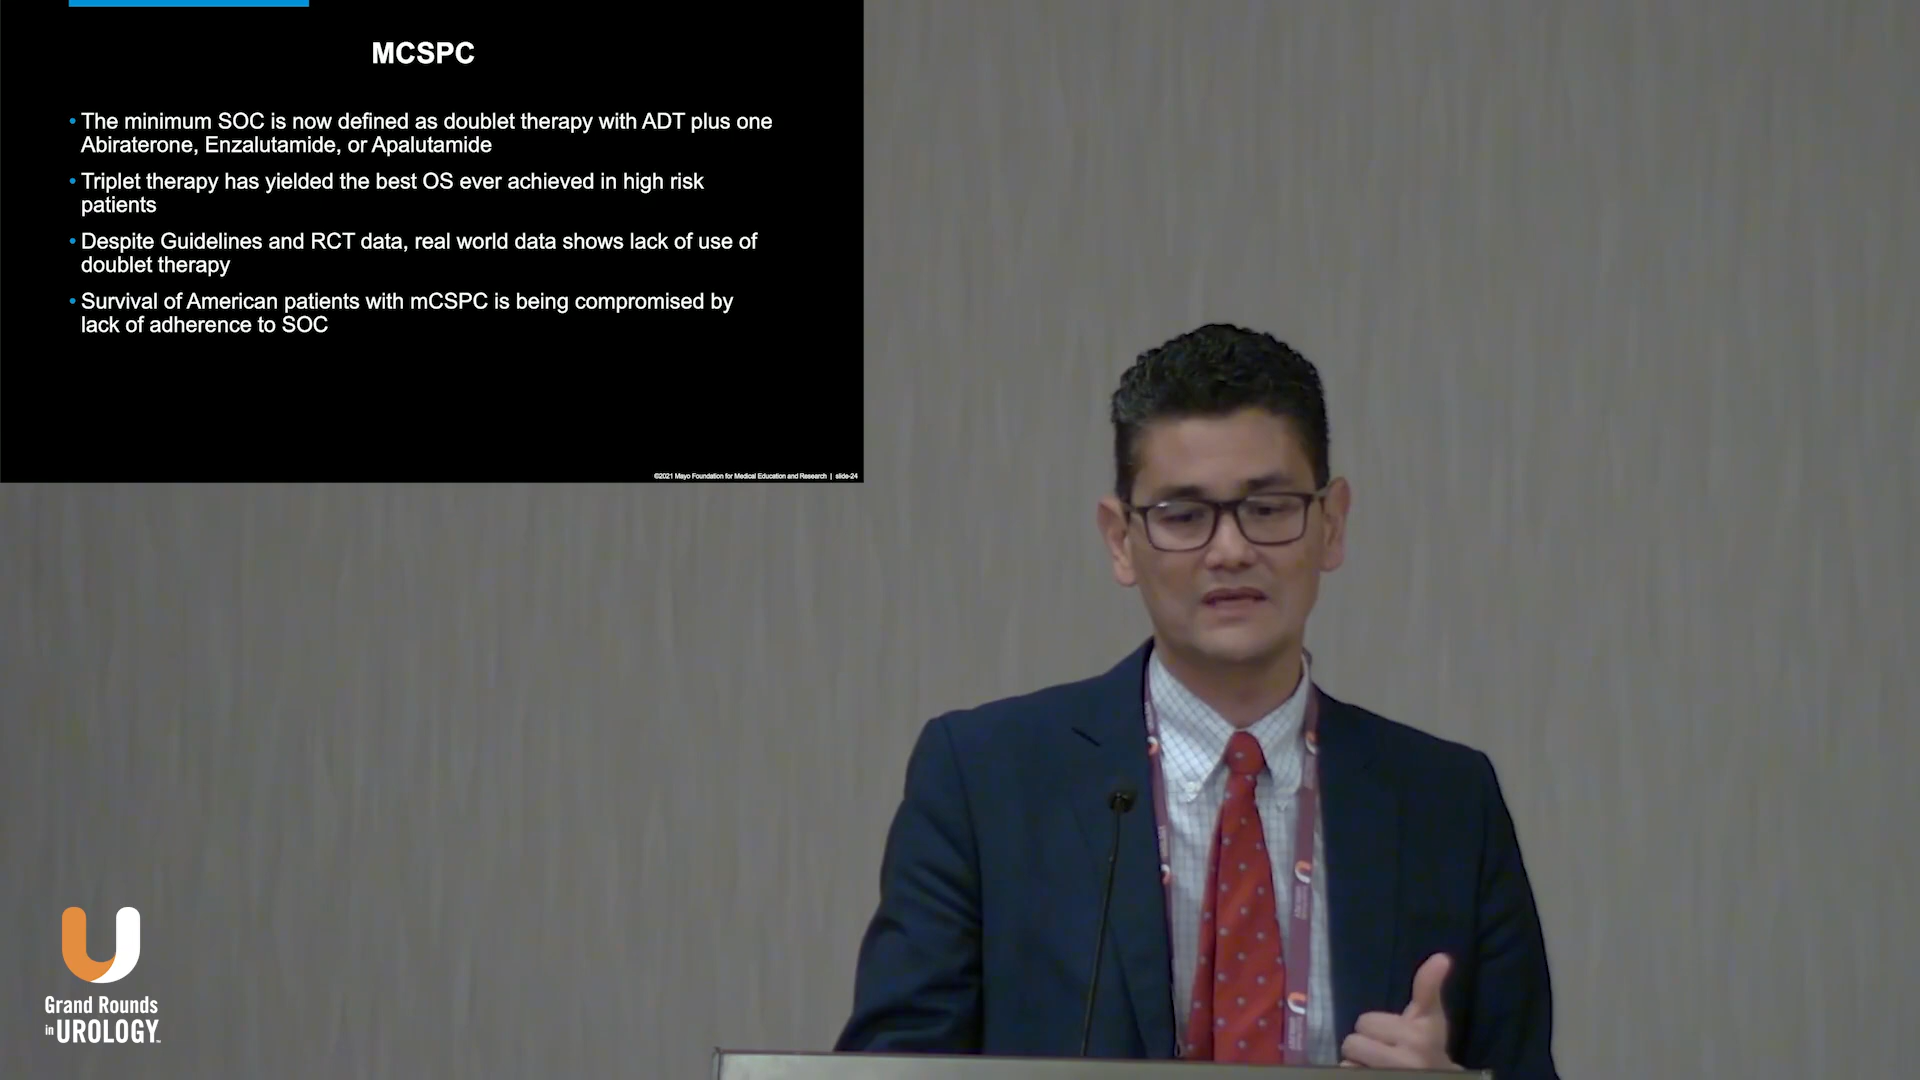 MCSPC
• The minimum SOC is now defined as doublet therapy with ADT plus one
Abiraterone, Enzalutamide, or Apalutamide
• Triplet therapy has yielded the best OS ever achieved in high risk
patients
• Despite Guidelines and RCT data, real world data shows lack of use of
doublet therapy
• Survival of American patients with mCSPC is being compromised by
lack of adherence to SOC
©2021 Mayo Foundation for Medical Education and Research | slide-24
Grand Rounds
in UROLOGY